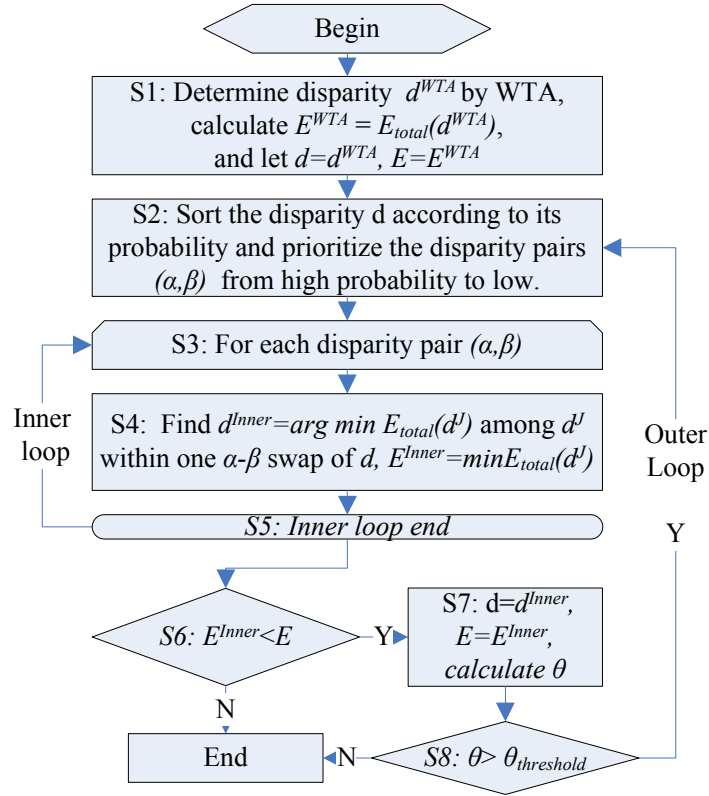 Begin
S1: Determine disparity d^WTA by WTA,
calculate E^WTA = E_total(d^WTA),
and let d=d^WTA, E=E^WTA
S2: Sort the disparity d according to its
probability and prioritize the disparity pairs
(α,β) from high probability to low.
S3: For each disparity pair (α,β)
Inner
loop
S4: Find d^Inner=arg min E_total(d^J) among d^J
within one α-β swap of d, E^Inner=minE_total(d^J)
Outer
Loop
S5: Inner loop end
Y
S6: E^Inner<E
Y
S7: d=d^Inner,
E=E^Inner,
calculate θ
N
End
N
S8: θ> θ_threshold